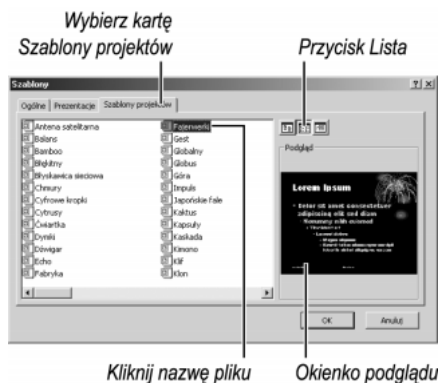 Wybierz kartę
Szablony projektów
Przycisk Lista
Szablony
Ogólne Prezentacje Szablony projektów
Antena satelitarna
Balans
Bamboo
Błękitny
Błyskawica sieciowa
Chmury
Cyfrowe kropki
Cytrusy
Ćwiartka
Dymki
Dźwigar
Echo
Fabryka
Fajerwerki
Gest
Globalny
Globus
Góra
Impuls
Japońskie fale
Kaktus
Kapsuły
Kaskada
Kimono
Klif
Klon
Podgląd
Lorem Ipsum
OK
Anuluj
Kliknij nazwę pliku
Okienko podglądu